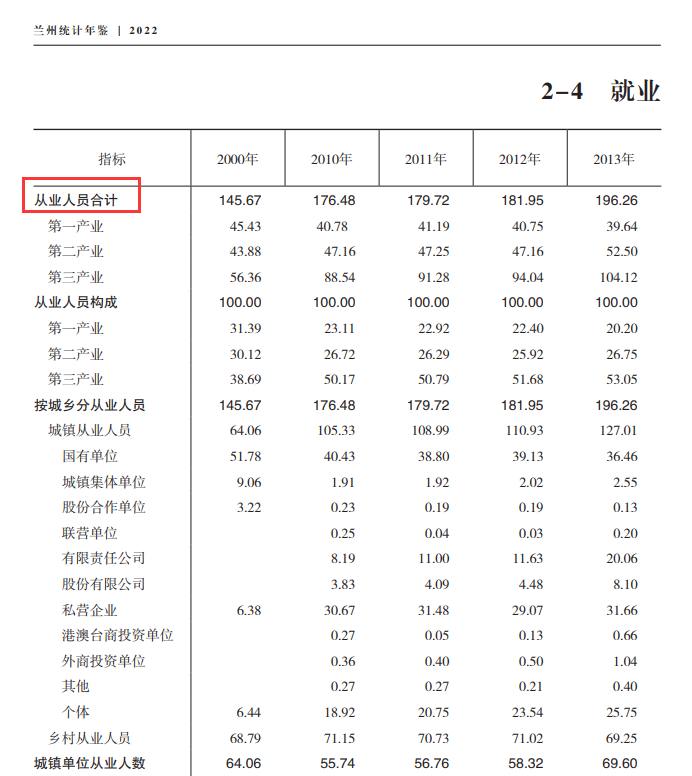 兰州统计年鉴 | 2022
2-4 就业
指标 2000年 2010年 2011年 2012年 2013年
从业人员合计 145.67 176.48 179.72 181.95 196.26
第一产业 45.43 40.78 41.19 40.75 39.64
第二产业 43.88 47.16 47.25 47.16 52.50
第三产业 56.36 88.54 91.28 94.04 104.12
从业人员构成 100.00 100.00 100.00 100.00 100.00
第一产业 31.39 23.11 22.92 22.40 20.20
第二产业 30.12 26.72 26.29 25.92 26.75
第三产业 38.69 50.17 50.79 51.68 53.05
按城乡分从业人员 145.67 176.48 179.72 181.95 196.26
城镇从业人员 64.06 105.33 108.99 110.93 127.01
国有单位 51.78 40.43 38.80 39.13 36.46
城镇集体单位 9.06 1.91 1.92 2.02 2.55
股份合作单位 3.22 0.23 0.19 0.19 0.13
联营单位 0.25 0.04 0.03 0.20
有限责任公司 8.19 11.00 11.63 20.06
股份有限公司 3.83 4.09 4.48 8.10
私营企业 6.38 30.67 31.48 29.07 31.66
港澳台商投资单位 0.27 0.05 0.13 0.66
外商投资单位 0.36 0.40 0.50 1.04
其他 0.27 0.27 0.21 0.40
个体 6.44 18.92 20.75 23.54 25.75
乡村从业人员 68.79 71.15 70.73 71.02 69.25
城镇单位从业人数 64.06 55.74 56.76 58.32 69.60